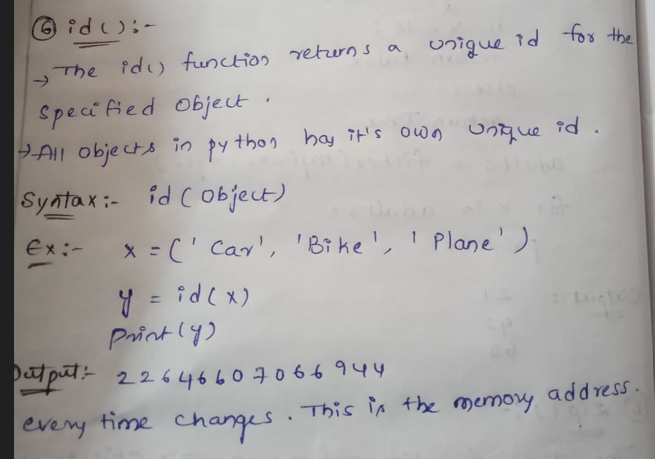 ⑥ id():-
→ The id() function returns a unique id for the
specified object.
→ All objects in python has it's own unique id.
Syntax:- id(object)
Ex:- x = ('Car', 'Bike', 'Plane')
y = id(x)
Print(y)
Output:- 22646607066944
every time changes. This is the memory address.